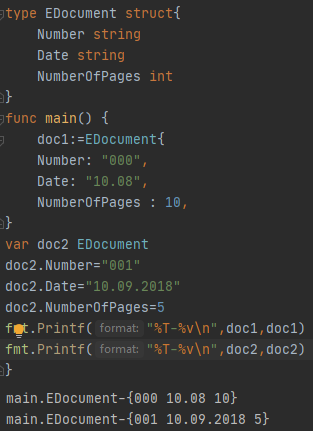 type EDocument struct{
Number string
Date string
NumberOfPages int
}
func main() {
doc1:=EDocument{
Number: "000",
Date: "10.08",
NumberOfPages : 10,
}
var doc2 EDocument
doc2.Number="001"
doc2.Date="10.09.2018"
doc2.NumberOfPages=5
fmt.Printf( format: "%T-%v\n",doc1,doc1)
fmt.Printf( format: "%T-%v\n",doc2,doc2)
}
main.EDocument-{000 10.08 10}
main.EDocument-{001 10.09.2018 5}